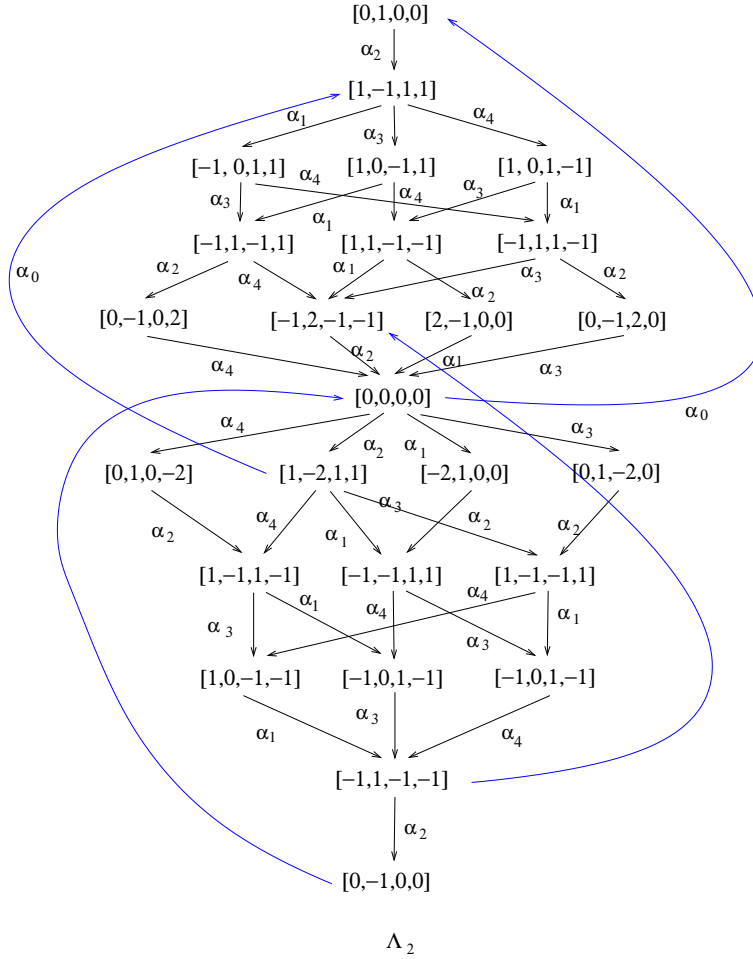 [0,1,0,0]
α2
[1,−1,1,1]
α1 α3 α4
[−1, 0,1,1] [1,0,−1,1] [1, 0,1,−1]
α3 α4 α1 α4 α3 α1
[−1,1,−1,1] [1,1,−1,−1] [−1,1,1,−1]
α0 α2 α4 α1 α2 α3 α2
[0,−1,0,2] [−1,2,−1,−1] [2,−1,0,0] [0,−1,2,0]
α4 α2 α1 α3
[0,0,0,0] α0
α4 α2 α1 α3
[0,1,0,−2] [1,−2,1,1] [−2,1,0,0] [0,1,−2,0]
α2 α4 α1 α3 α2 α2
[1,−1,1,−1] [−1,−1,1,1] [1,−1,−1,1]
α3 α1 α4 α3 α4 α1
[1,0,−1,−1] [−1,0,1,−1] [−1,0,1,−1]
α1 α3 α4
[−1,1,−1,−1]
α2
[0,−1,0,0]
Λ2